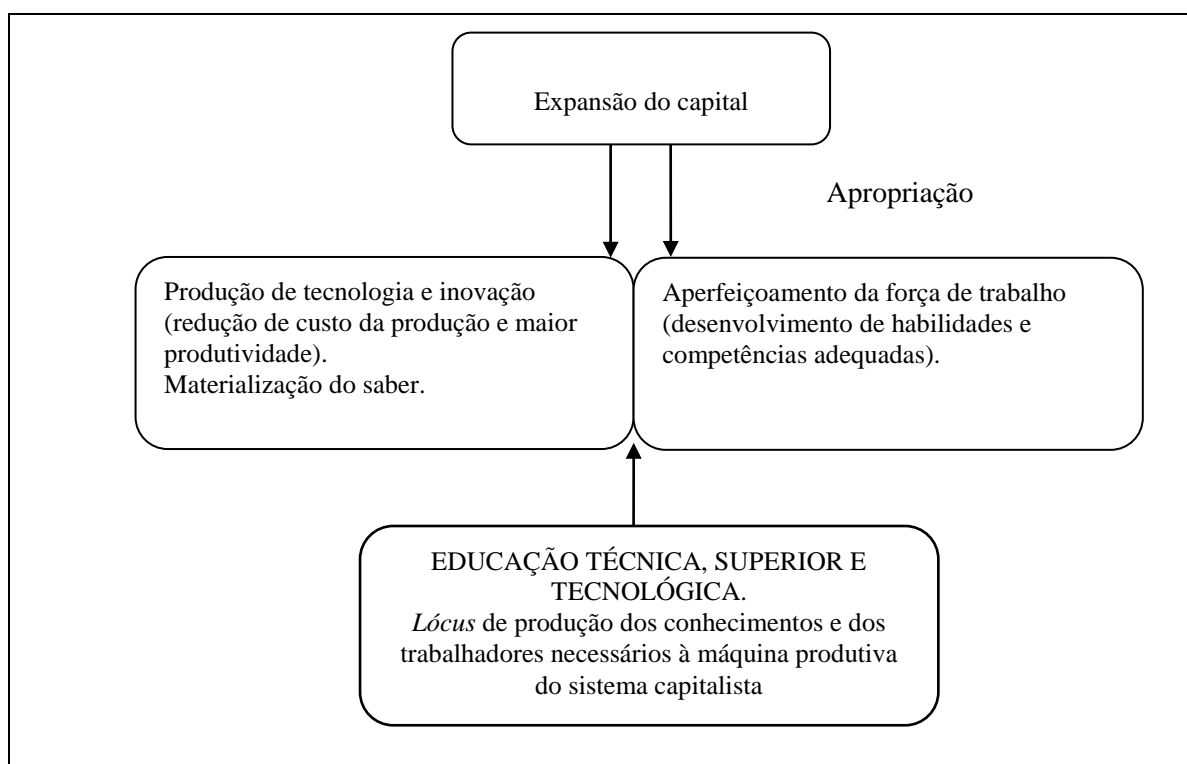 Expansão do capital
Apropriação
Produção de tecnologia e inovação
(redução de custo da produção e maior
produtividade).
Materialização do saber.
Aperfeiçoamento da força de trabalho
(desenvolvimento de habilidades e
competências adequadas).
EDUCAÇÃO TÉCNICA, SUPERIOR E
TECNOLÓGICA.
Lócus de produção dos conhecimentos e dos
trabalhadores necessários à máquina produtiva
do sistema capitalista